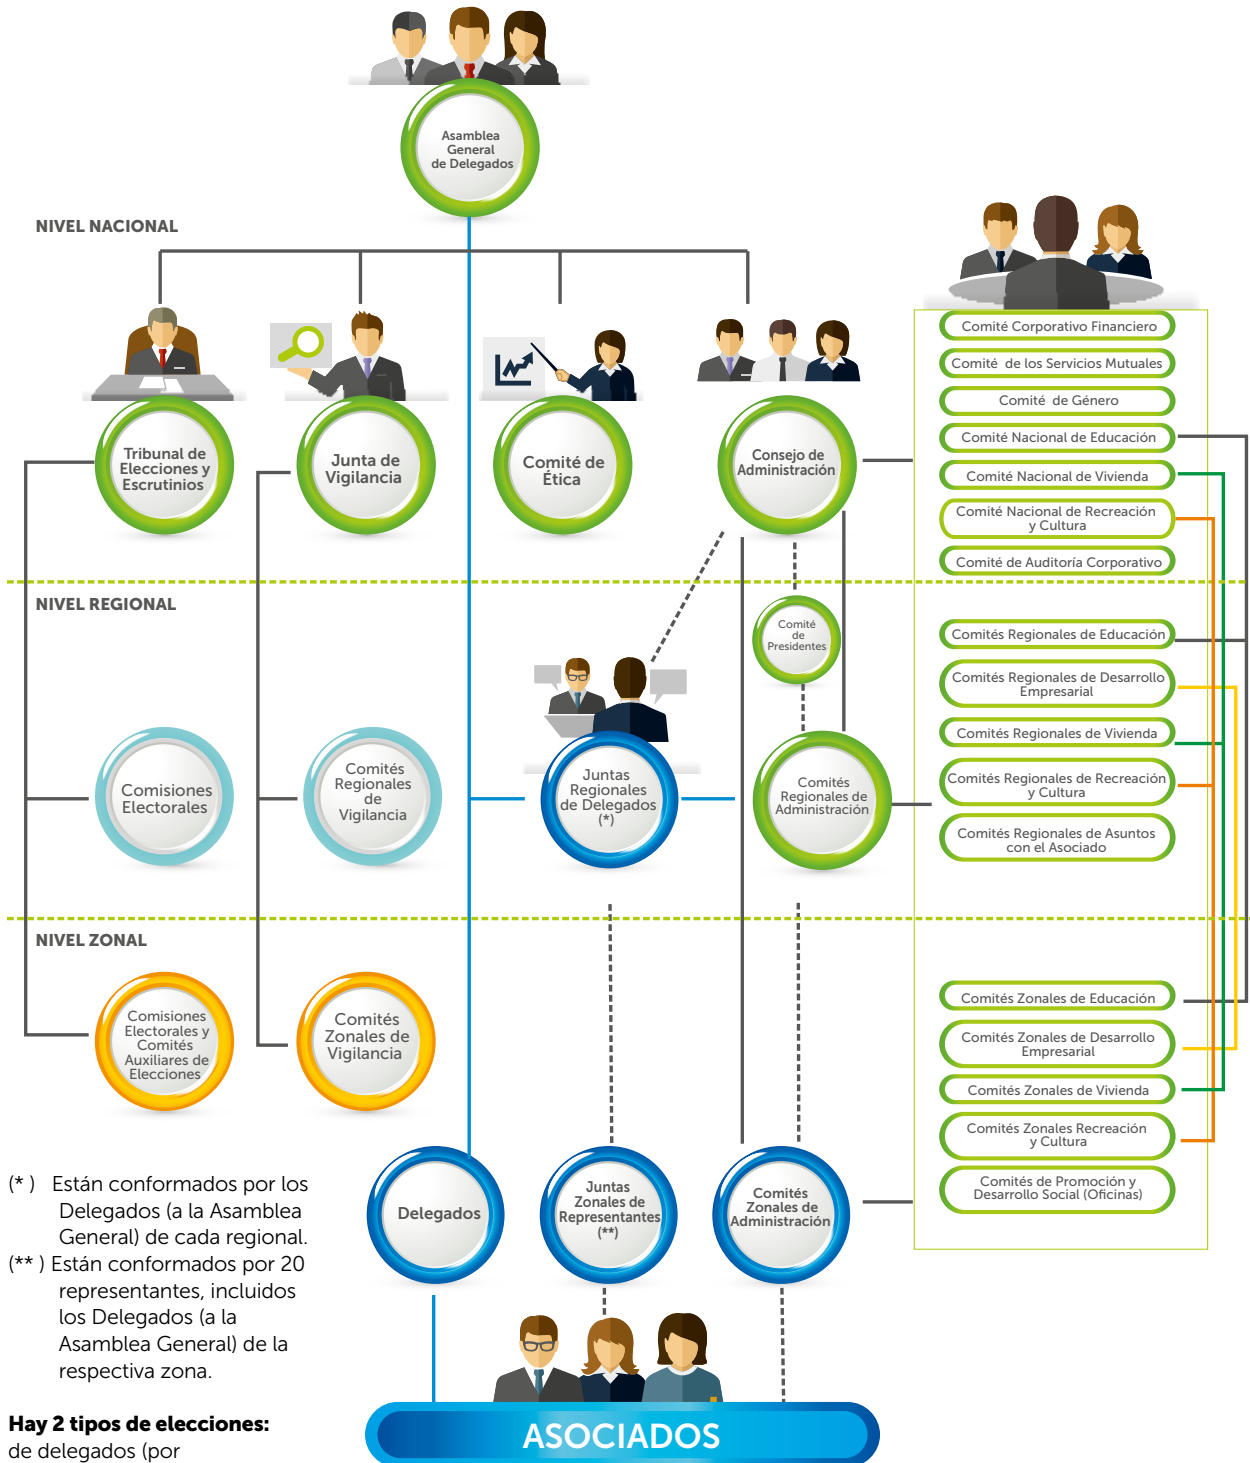 Asamblea
General
de Delegados
NIVEL NACIONAL
Tribunal de
Elecciones y
Escrutinios
Junta de
Vigilancia
Comité de
Ética
Consejo de
Administración
Comité Corporativo Financiero
Comité de los Servicios Mutuales
Comité de Género
Comité Nacional de Educación
Comité Nacional de Vivienda
Comité Nacional de Recreación
y Cultura
Comité de Auditoría Corporativo
NIVEL REGIONAL
Comité
de
Presidentes
Comisiones
Electorales
Comités
Regionales
de
Vigilancia
Juntas
Regionales
de Delegados
(*)
Comités
Regionales de
Administración
Comités Regionales de Educación
Comités Regionales de Desarrollo
Empresarial
Comités Regionales de Vivienda
Comités Regionales de Recreación
y Cultura
Comités Regionales de Asuntos
con el Asociado
NIVEL ZONAL
Comisiones
Electorales y
Comités
Auxiliares de
Elecciones
Comités
Zonales de
Vigilancia
Comités Zonales de Educación
Comités Zonales de Desarrollo
Empresarial
Comités Zonales de Vivienda
Comités Zonales Recreación
y Cultura
Comités de Promoción y
Desarrollo Social (Oficinas)
Delegados
Juntas
Zonales de
Representantes
(**)
Comités
Zonales de
Administración
(* ) Están conformados por los
Delegados (a la Asamblea
General) de cada regional.
(** ) Están conformados por 20
representantes, incluidos
los Delegados (a la
Asamblea General) de la
respectiva zona.
Hay 2 tipos de elecciones:
de delegados (por
ASOCIADOS